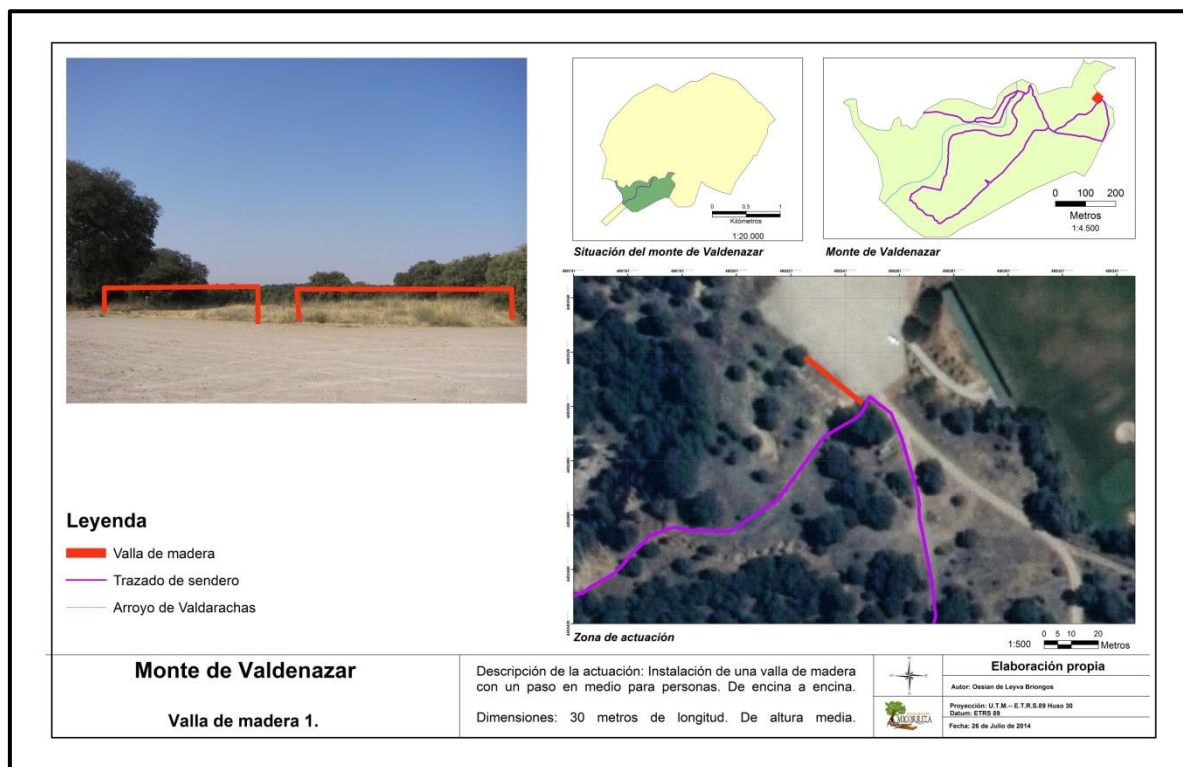 0 0,5 1
Kilómetros
1:20.000
Situación del monte de Valdenazar
0 100 200
Metros
1:4.500
Monte de Valdenazar
Leyenda
Valla de madera
Trazado de sendero
Arroyo de Valdarachas
Zona de actuación
1:500
0 5 10 20
Metros
Monte de Valdenazar
Valla de madera 1.
Descripción de la actuación: Instalación de una valla de madera
con un paso en medio para personas. De encina a encina.
Dimensiones: 30 metros de longitud. De altura media.
N
W E
S
MICORRIZA
Elaboración propia
Autor: Ossian de Leyva Briongos
Proyección: U.T.M.-- E.T.R.S.89 Huso 30
Datum: ETRS 89
Fecha: 26 de Julio de 2014